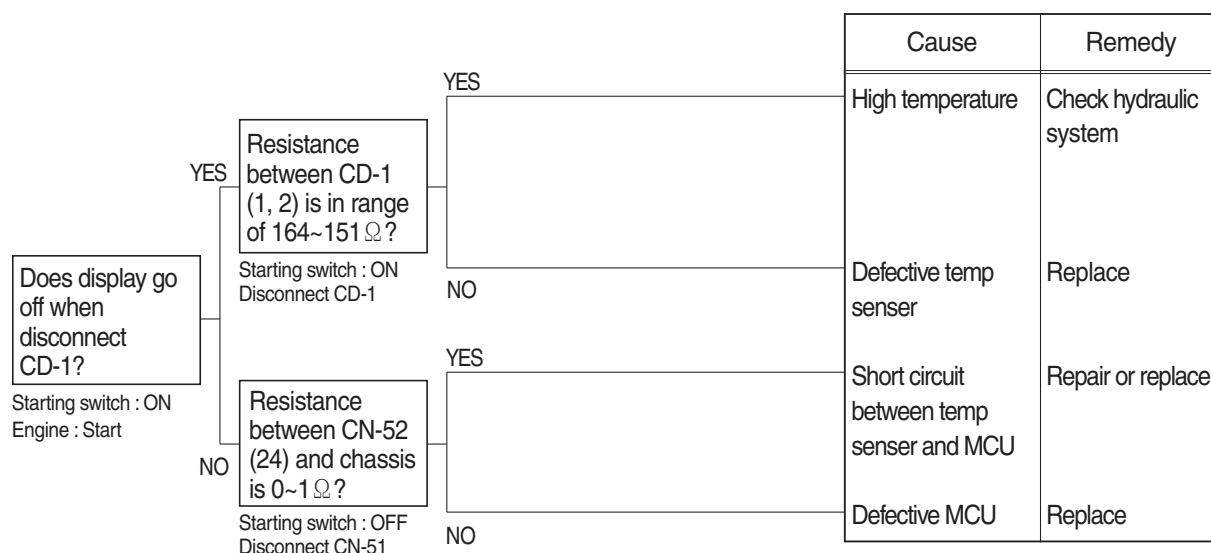 Does display go
off when
disconnect
CD-1?
Starting switch : ON
Engine : Start
YES
Resistance
between CD-1
(1, 2) is in range
of 164~151Ω?
Starting switch : ON
Disconnect CD-1
NO
Resistance
between CN-52
(24) and chassis
is 0~1Ω?
Starting switch : OFF
Disconnect CN-51
YES
NO
YES
NO
Cause
Remedy
High temperature
Check hydraulic
system
Defective temp
senser
Replace
Short circuit
between temp
senser and MCU
Repair or replace
Defective MCU
Replace